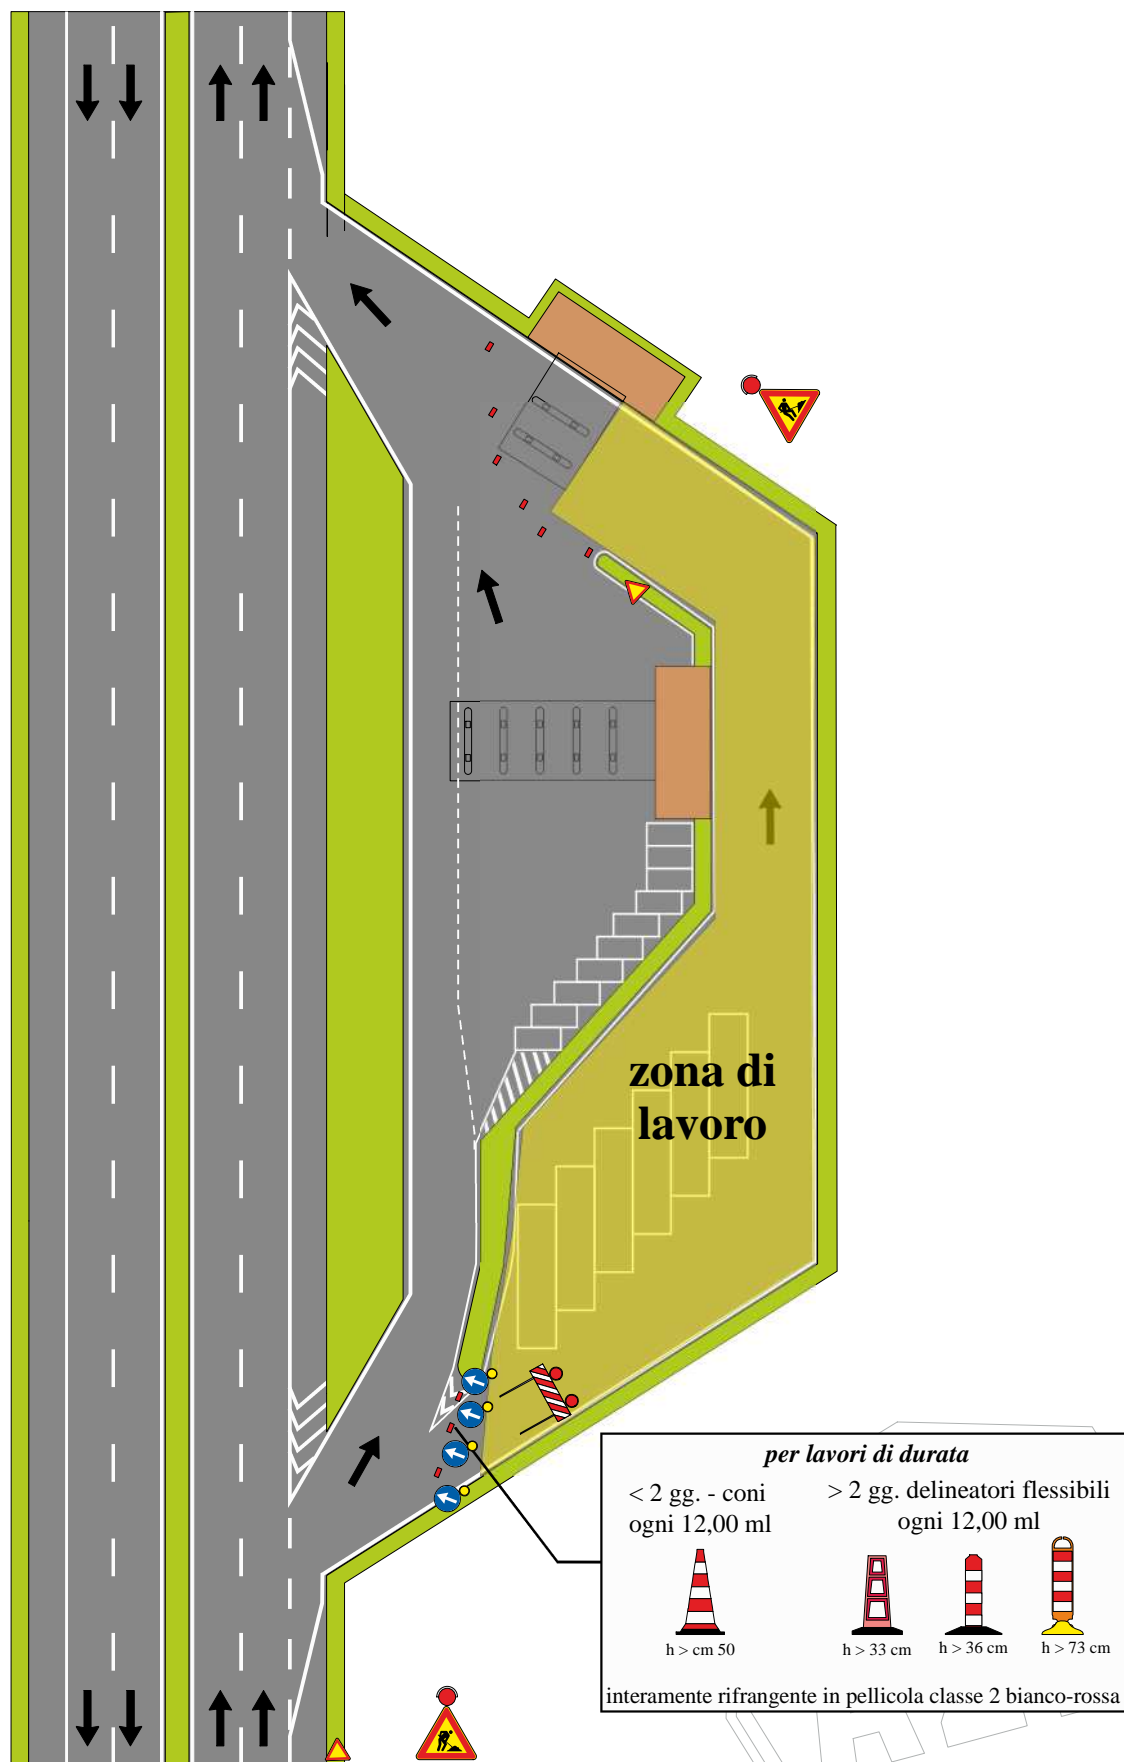 zona di
lavoro
per lavori di durata
< 2 gg. - coni
ogni 12,00 ml
> 2 gg. delineatori flessibili
ogni 12,00 ml
h > cm 50
h > 33 cm
h > 36 cm
h > 73 cm
interamente rifrangente in pellicola classe 2 bianco-rossa